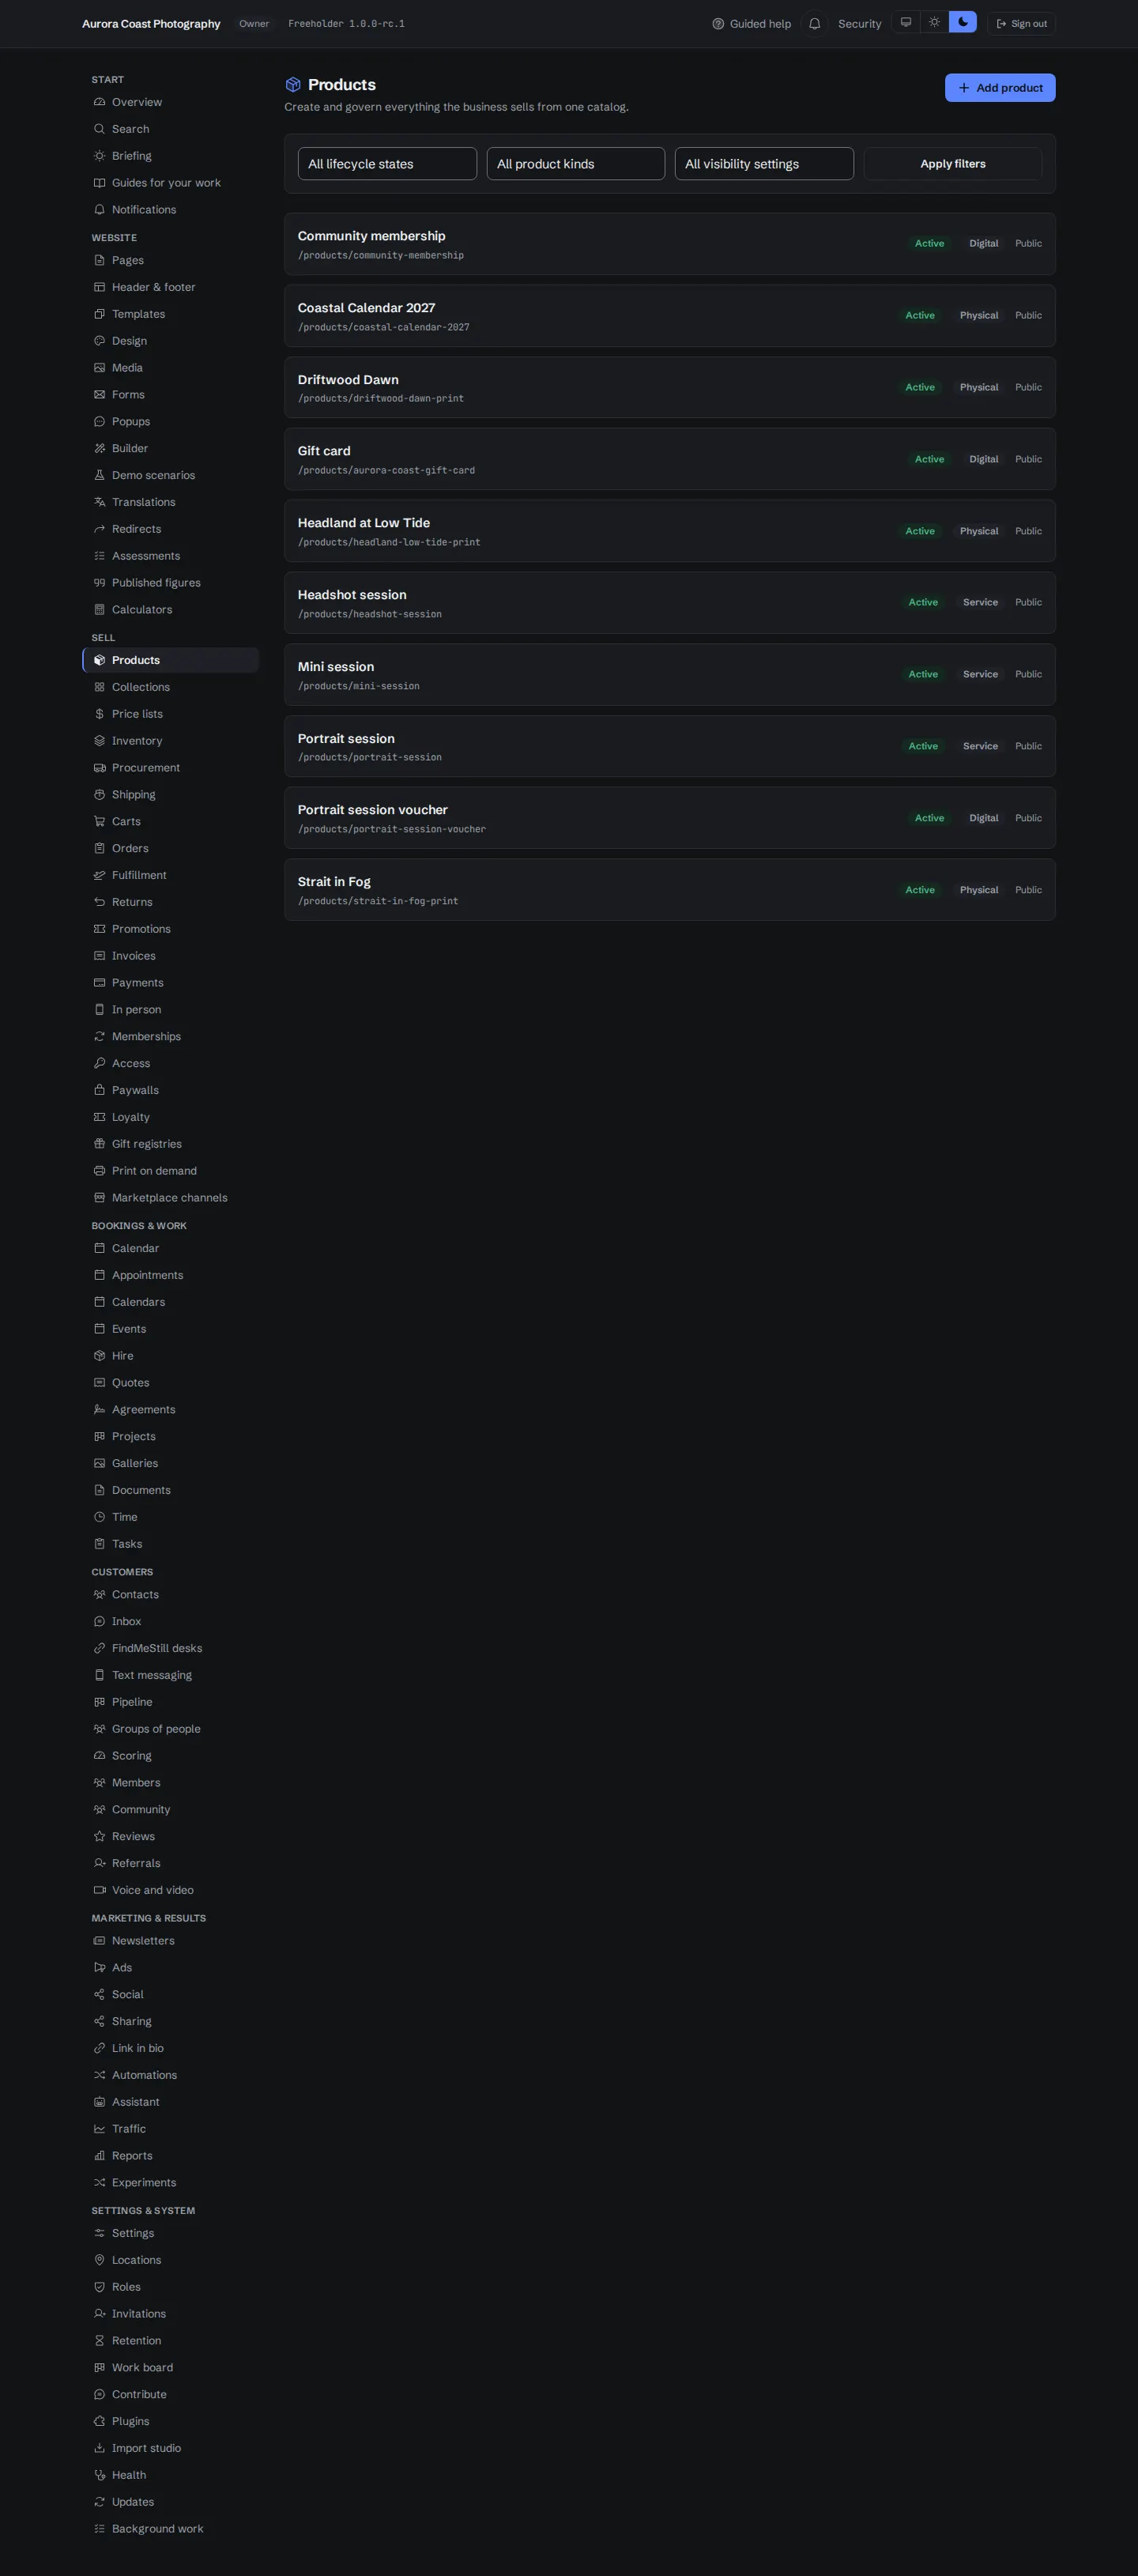 Aurora Coast Photography Owner Freeholder 1.0.0-rc.1 Guided help Security Sign out
START
Overview
Search
Briefing
Guides for your work
Notifications
WEBSITE
Pages
Header & footer
Templates
Design
Media
Forms
Popups
Builder
Demo scenarios
Translations
Redirects
Assessments
Published figures
Calculators
SELL
Products
Collections
Price lists
Inventory
Procurement
Shipping
Carts
Orders
Fulfillment
Returns
Promotions
Invoices
Payments
In person
Memberships
Access
Paywalls
Loyalty
Gift registries
Print on demand
Marketplace channels
BOOKINGS & WORK
Calendar
Appointments
Calendars
Events
Hire
Quotes
Agreements
Projects
Galleries
Documents
Time
Tasks
CUSTOMERS
Contacts
Inbox
FindMeStill desks
Text messaging
Pipeline
Groups of people
Scoring
Members
Community
Reviews
Referrals
Voice and video
MARKETING & RESULTS
Newsletters
Ads
Social
Sharing
Link in bio
Automations
Assistant
Traffic
Reports
Experiments
SETTINGS & SYSTEM
Settings
Locations
Roles
Invitations
Retention
Work board
Contribute
Plugins
Import studio
Health
Updates
Background work
Products
Create and govern everything the business sells from one catalog.
Add product
All lifecycle states All product kinds All visibility settings Apply filters
Community membership
/products/community-membership
Active Digital Public
Coastal Calendar 2027
/products/coastal-calendar-2027
Active Physical Public
Driftwood Dawn
/products/driftwood-dawn-print
Active Physical Public
Gift card
/products/aurora-coast-gift-card
Active Digital Public
Headland at Low Tide
/products/headland-low-tide-print
Active Physical Public
Headshot session
/products/headshot-session
Active Service Public
Mini session
/products/mini-session
Active Service Public
Portrait session
/products/portrait-session
Active Service Public
Portrait session voucher
/products/portrait-session-voucher
Active Digital Public
Strait in Fog
/products/strait-in-fog-print
Active Physical Public